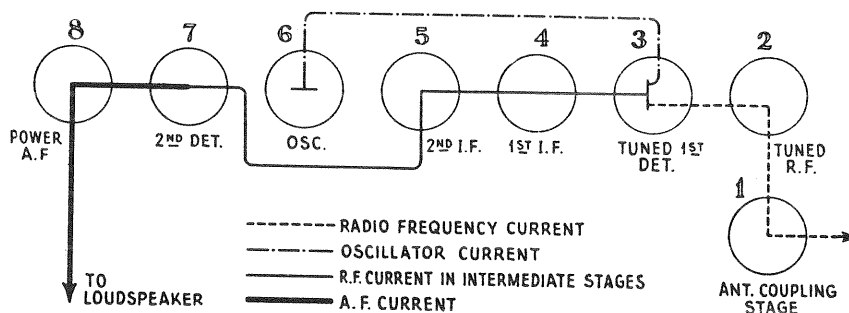 8
7
6
5
4
3
2
POWER
A.F
2ND DET.
OSC.
2ND I.F.
1ST I.F.
TUNED 1ST
DET.
TUNED
R.F.
1
RADIO FREQUENCY CURRENT
OSCILLATOR CURRENT
R.F. CURRENT IN INTERMEDIATE STAGES
A.F. CURRENT
TO
LOUDSPEAKER
ANT. COUPLING
STAGE